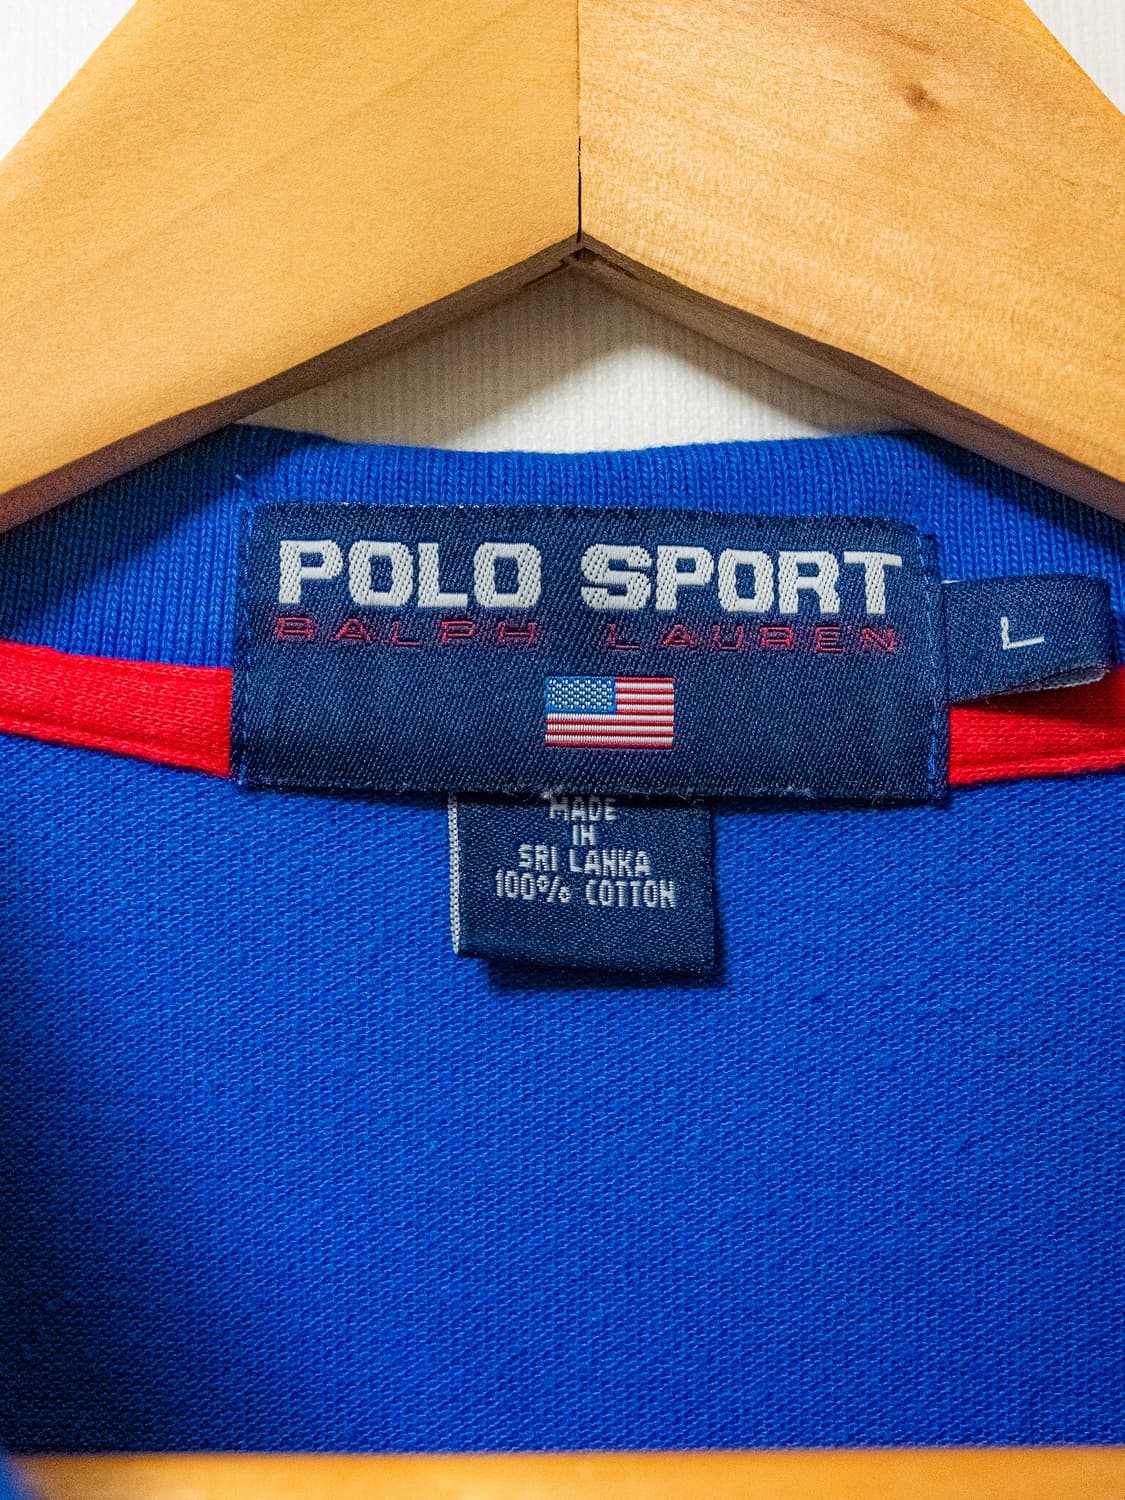 POLO SPORT
RALPH LAUREN
L
MADE
IN
SRI LANKA
100% COTTON